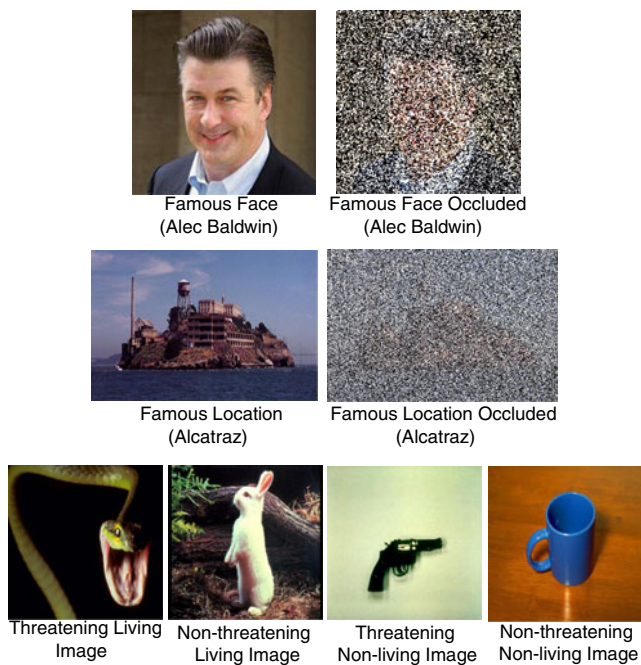 Famous Face
(Alec Baldwin)
Famous Face Occluded
(Alec Baldwin)
Famous Location
(Alcatraz)
Famous Location Occluded
(Alcatraz)
Threatening Living
Image
Non-threatening
Living Image
Threatening
Non-living Image
Non-threatening
Non-living Image